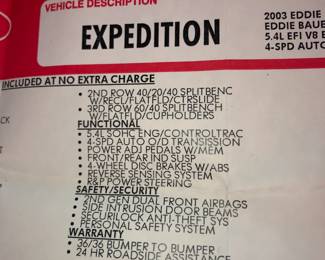 VEHICLE DESCRIPTION
EXPEDITION
2003 EDDIE
EDDIE BAUE
5.4L EFI V8 E
4-SPD AUTO
INCLUDED AT NO EXTRA CHARGE
• 2ND ROW 40/20/40 SPLITBENC
W/RECL/FLATFLD/CTRSLIDE
• 3RD ROW 60/40 SPLITBENCH
W/FLATFLD/CUPHOLDERS
FUNCTIONAL
• 5.4L SOHC ENG/CONTROLTRAC
• 4-SPD AUTO O/D TRANSISSION
• POWER ADJ PEDALS W/MEM
• FRONT/REAR IND SUSP
• 4-WHEEL DISC BRAKES W/ABS
• REVERSE SENSING SYSTEM
• R&P POWER STEERING
SAFETY/SECURITY
• 2ND GEN DUAL FRONT AIRBAGS
• SIDE INTRUSION DOOR BEAMS
• SECURILOCK ANTI-THEFT SYS
• PERSONAL SAFETY SYSTEM
WARRANTY
• 36/36 BUMPER TO BUMPER
• 24 HR ROADSIDE ASSISTANCE
ACK